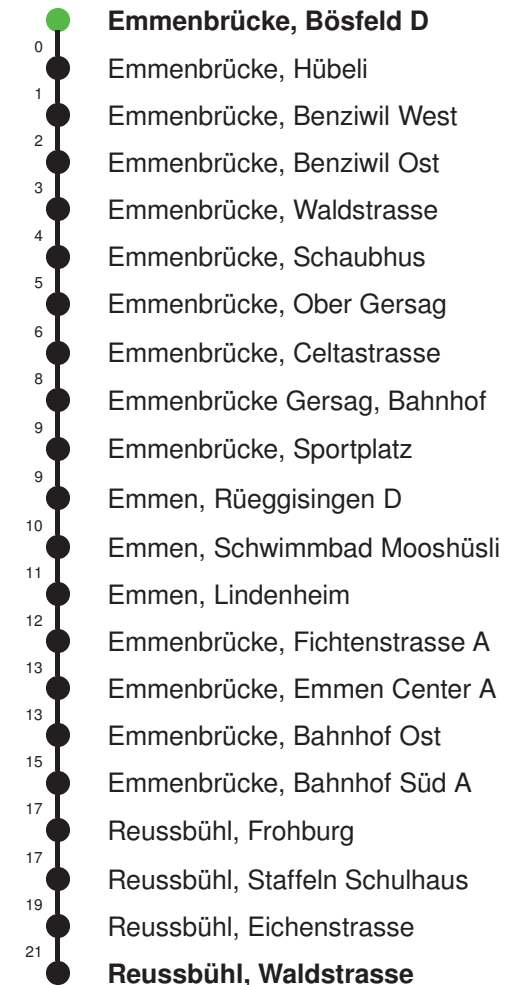 Emmenbrücke, Bösfeld D
0
Emmenbrücke, Hübeli
1
Emmenbrücke, Benziwil West
2
Emmenbrücke, Benziwil Ost
3
Emmenbrücke, Waldstrasse
4
Emmenbrücke, Schaubhus
5
Emmenbrücke, Ober Gersag
6
Emmenbrücke, Celtastrasse
8
Emmenbrücke Gersag, Bahnhof
9
Emmenbrücke, Sportplatz
9
Emmen, Rüeggisingen D
10
Emmen, Schwimmbad Mooshüsli
11
Emmen, Lindenheim
12
Emmenbrücke, Fichtenstrasse A
13
Emmenbrücke, Emmen Center A
13
Emmenbrücke, Bahnhof Ost
15
Emmenbrücke, Bahnhof Süd A
17
Reussbühl, Frohburg
17
Reussbühl, Staffeln Schulhaus
19
Reussbühl, Eichenstrasse
21
Reussbühl, Waldstrasse